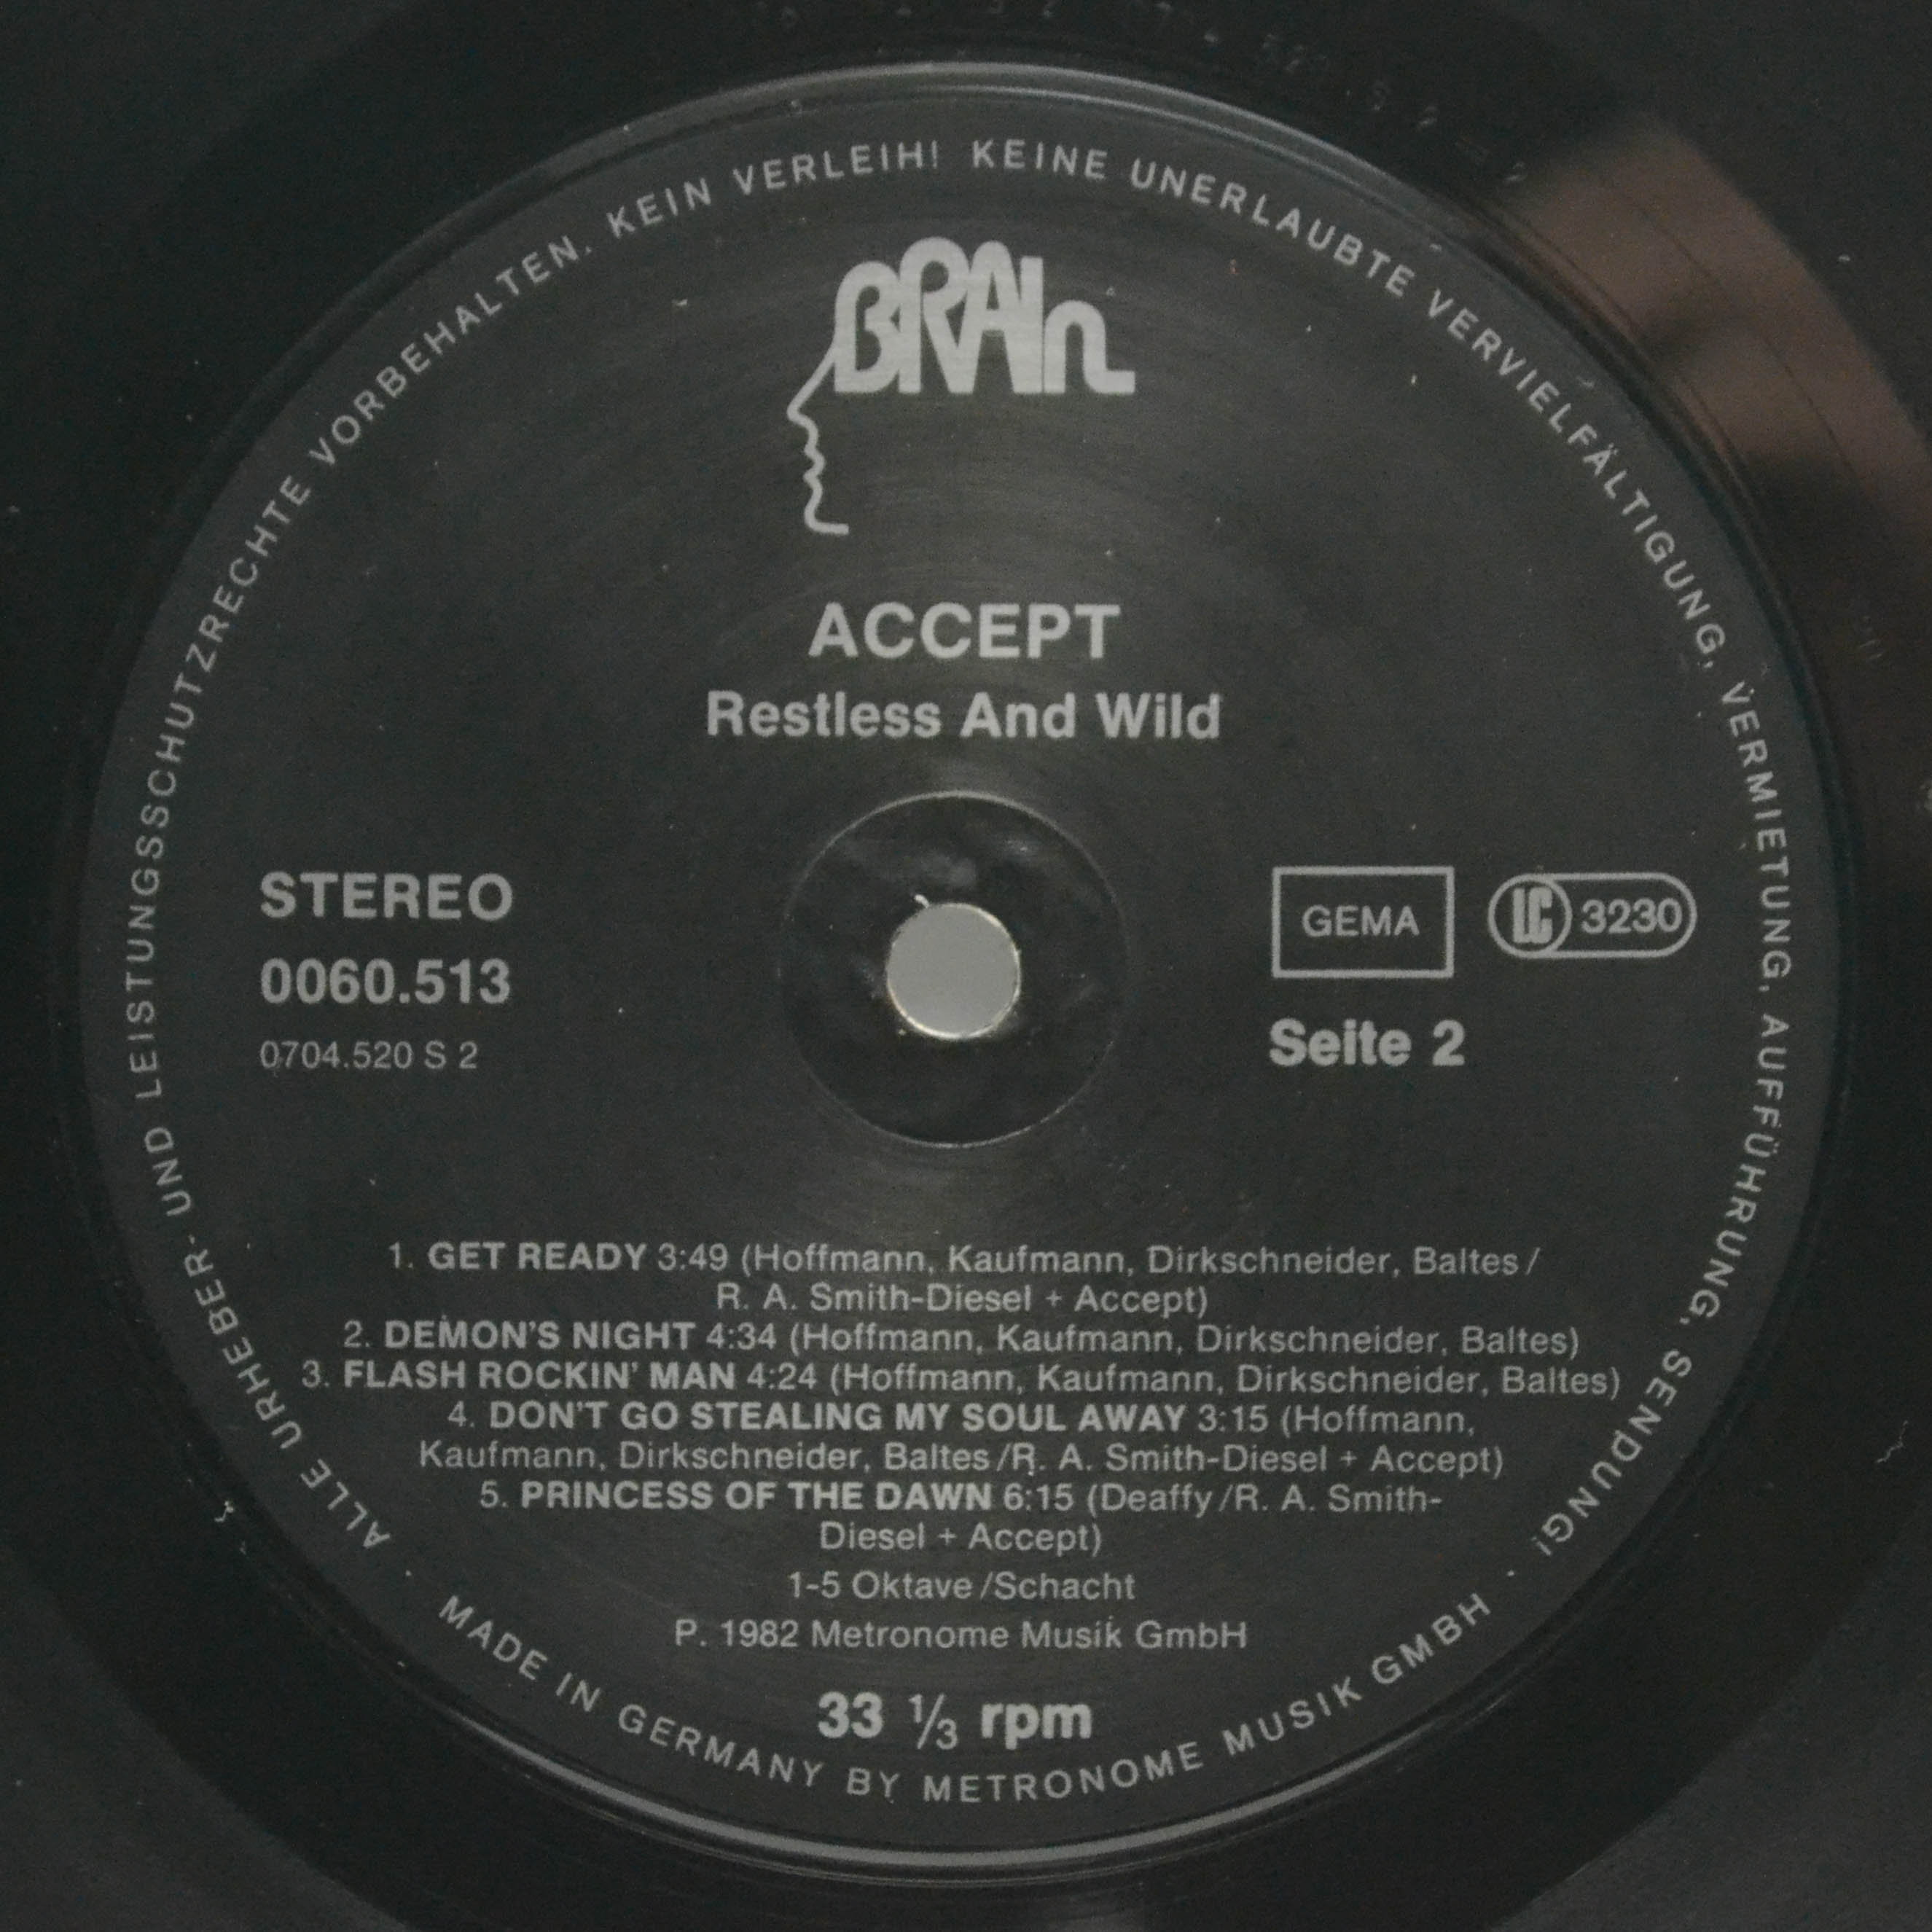 ALLE URHEBER- UND LEISTUNGSSCHUTZRECHTE VORBEHALTEN. KEIN VERLEIH! KEINE UNERLAUBTE VERVIELFÄLTIGUNG, VERMIETUNG, AUFFÜHRUNG, SENDUNG!
BRAIn
ACCEPT
Restless And Wild
STEREO
0060.513
0704.520 S 2
GEMA
LC 3230
Seite 2
1. GET READY 3:49 (Hoffmann, Kaufmann, Dirkschneider, Baltes/
R. A. Smith-Diesel + Accept)
2. DEMON'S NIGHT 4:34 (Hoffmann, Kaufmann, Dirkschneider, Baltes)
3. FLASH ROCKIN' MAN 4:24 (Hoffmann, Kaufmann, Dirkschneider, Baltes)
4. DON'T GO STEALING MY SOUL AWAY 3:15 (Hoffmann,
Kaufmann, Dirkschneider, Baltes/R. A. Smith-Diesel + Accept)
5. PRINCESS OF THE DAWN 6:15 (Deaffy/R. A. Smith-
Diesel + Accept)
1-5 Oktave/Schacht
P. 1982 Metronome Musik GmbH
33 1/3 rpm
· MADE IN GERMANY BY METRONOME MUSIK GMBH ·